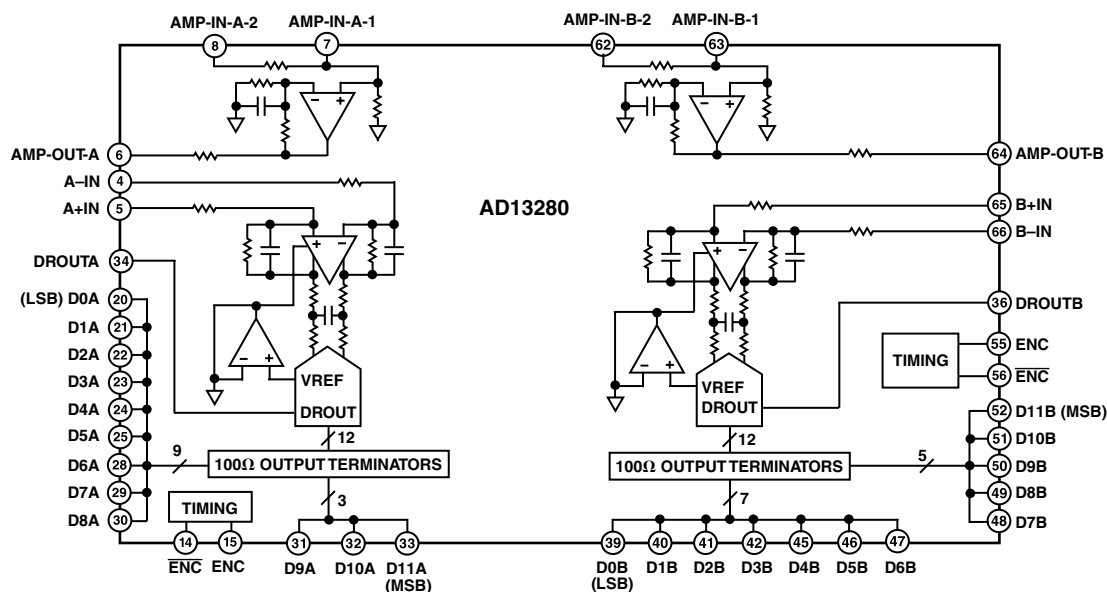 AMP-IN-A-2
AMP-IN-A-1
AMP-IN-B-2
AMP-IN-B-1
8
7
62
63
– +
– +
AMP-OUT-A 6
64 AMP-OUT-B
A–IN 4
A+IN 5
AD13280
65 B+IN
66 B–IN
+ –
+ –
DROUTA 34
(LSB) D0A 20
36 DROUTB
D1A 21
55 ENC
D2A 22
TIMING
56 E̅N̅C̅
D3A 23
– +
VREF
– +
VREF
D4A 24
DROUT
DROUT
52 D11B (MSB)
D5A 25
12
12
51 D10B
D6A 28
9
100Ω OUTPUT TERMINATORS
100Ω OUTPUT TERMINATORS
5
50 D9B
D7A 29
3
7
49 D8B
D8A 30
TIMING
48 D7B
14
15
31
32
33
39
40
41
42
45
46
47
E̅N̅C̅
ENC
D9A
D10A
D11A
(MSB)
D0B
(LSB)
D1B
D2B
D3B
D4B
D5B
D6B